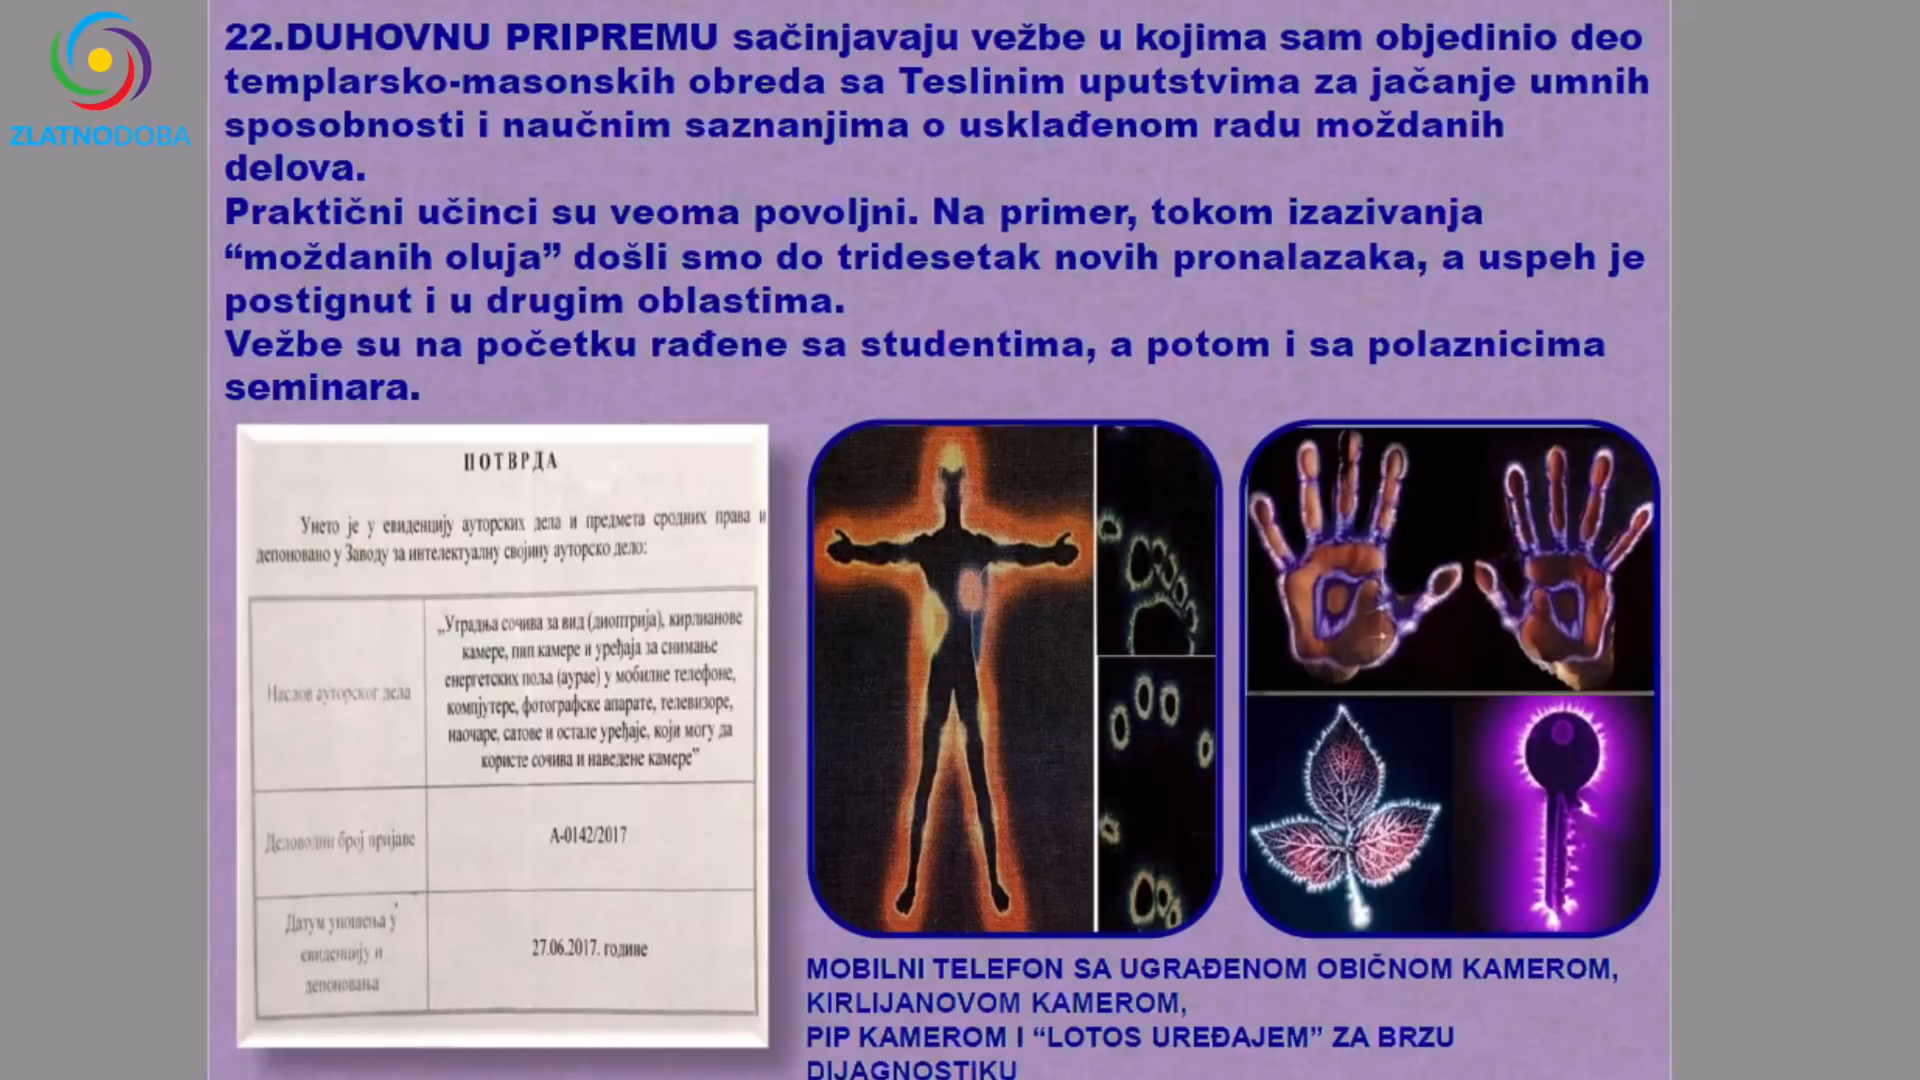 ZLATNODOBA
22.DUHOVNU PRIPREMU sačinjavaju vežbe u kojima sam objedinio deo
templarsko-masonskih obreda sa Teslinim uputstvima za jačanje umnih
sposobnosti i naučnim saznanjima o usklađenom radu moždanih
delova.
Praktični učinci su veoma povoljni. Na primer, tokom izazivanja
“moždanih oluja” došli smo do tridesetak novih pronalazaka, a uspeh je
postignut i u drugim oblastima.
Vežbe su na početku rađene sa studentima, a potom i sa polaznicima
seminara.
ПОТВРДА
Унето је у евиденцију ауторских дела и предмета сродних права и
депоновано у Заводу за интелектуалну својину ауторско дело:
Наслов ауторског дела
„Уградња сочива за вид (диоптрија), кирлианове
камере, пип камере и уређаја за снимање
енергетских поља (аурае) у мобилне телефоне,
компјутере, фотографске апарате, телевизоре,
наочаре, сатове и остале уређаје, који могу да
користе сочива и наведене камере”
Деловодни број пријаве
А-0142/2017
Датум уношења у
евиденцију и
депоновања
27.06.2017. године
MOBILNI TELEFON SA UGRAĐENOM OBIČNOM KAMEROM,
KIRLIJANOVOM KAMEROM,
PIP KAMEROM I “LOTOS UREĐAJEM” ZA BRZU
DIJAGNOSTIKU